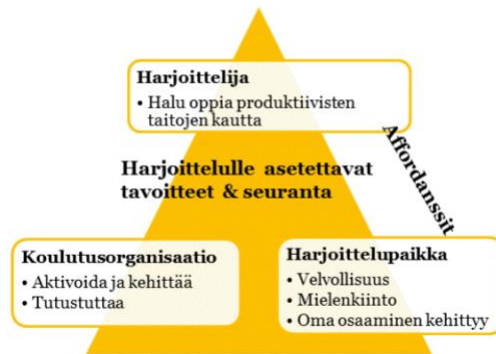 Harjoittelija
• Halu oppia produktiivisten
taitojen kautta
Affordanssit
Harjoittelulle asetettavat
tavoitteet & seuranta
Koulutusorganisaatio
• Aktivoida ja kehittää
• Tutustuttaa
Harjoittelupaikka
• Velvollisuus
• Mielenkiinto
• Oma osaaminen kehittyy